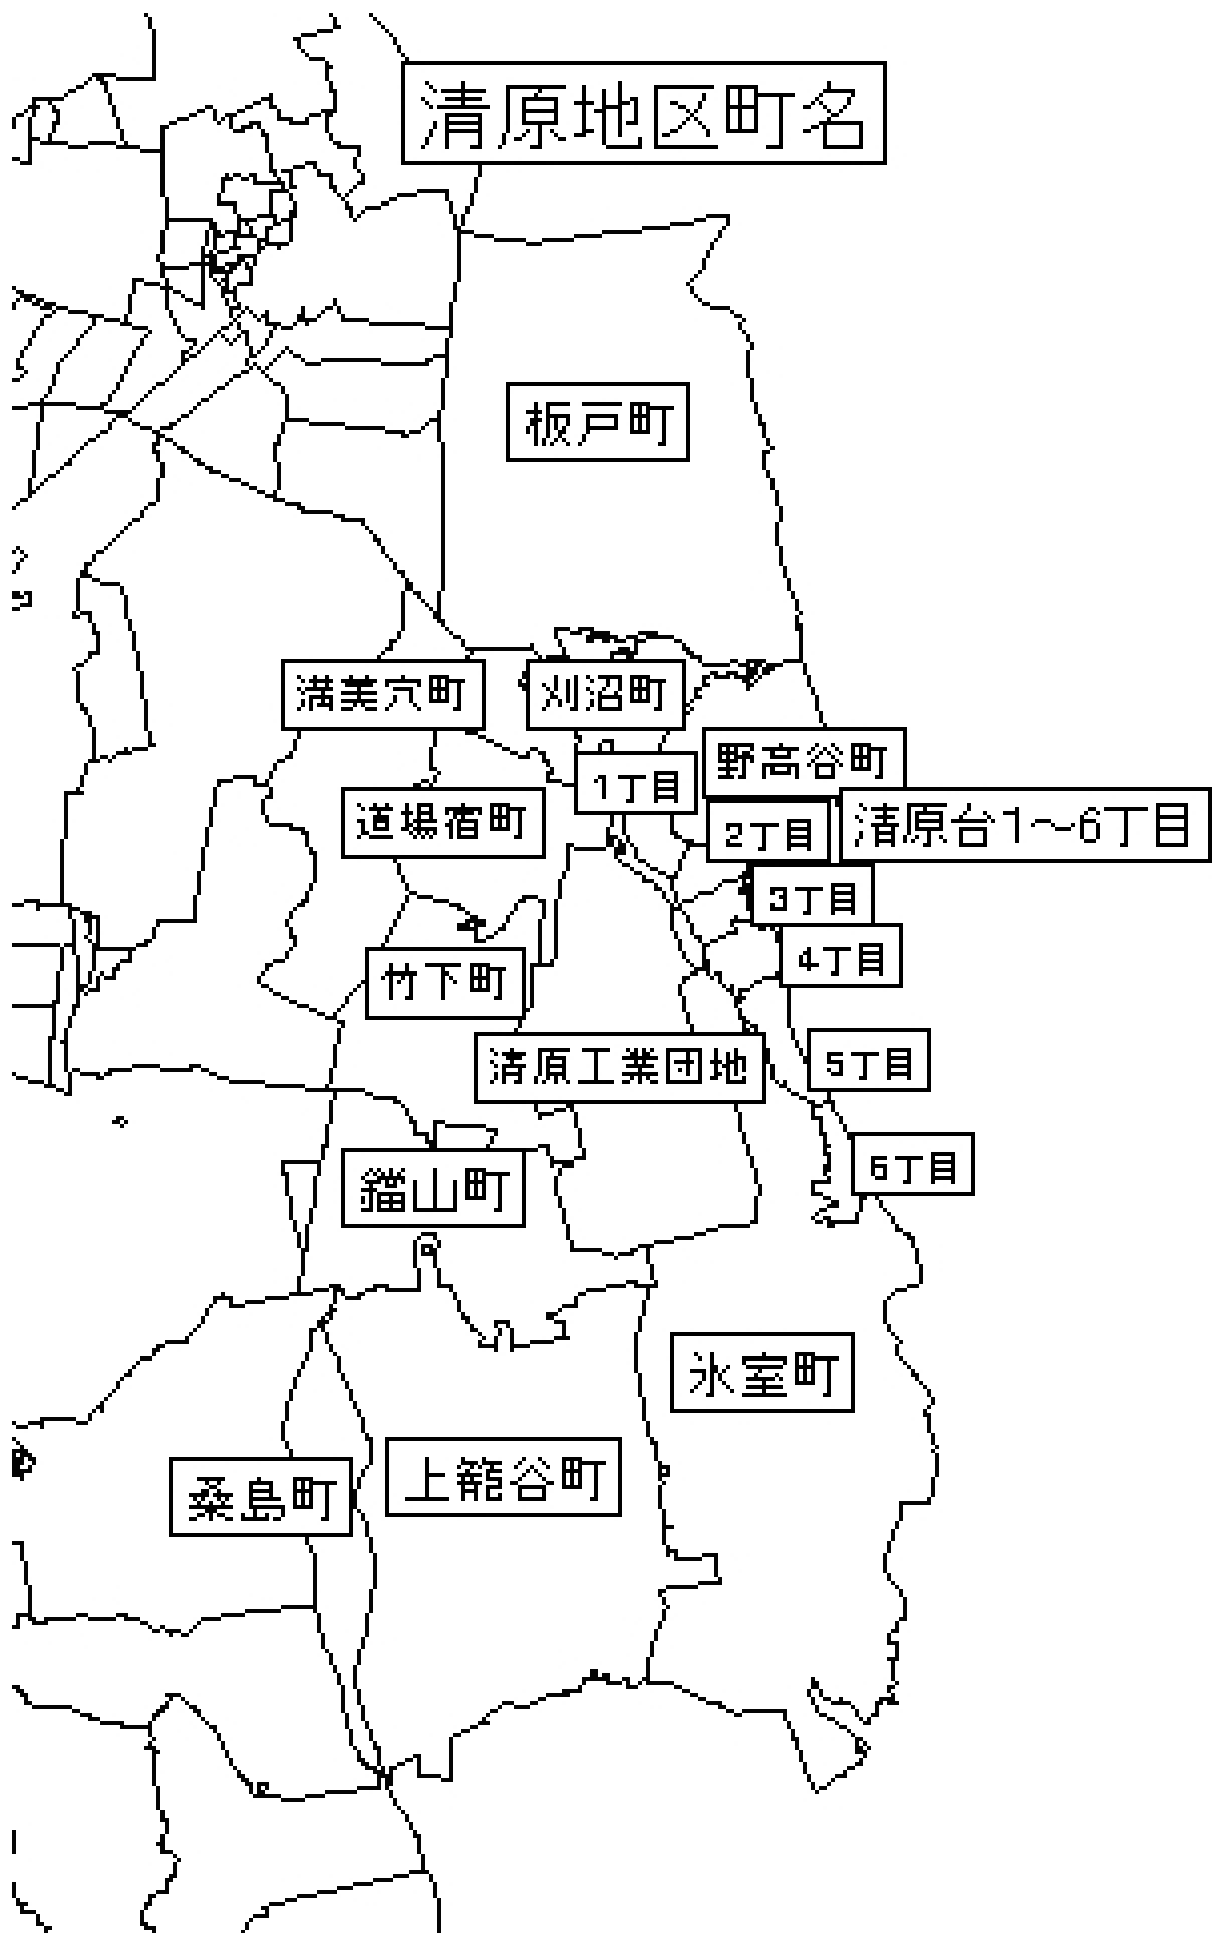 清原地区町名
板戸町
満美穴町
刈沼町
野高谷町
1丁目
道場宿町
2丁目
清原台1～6丁目
3丁目
4丁目
竹下町
清原工業団地
5丁目
6丁目
鐺山町
氷室町
上籠谷町
桑島町